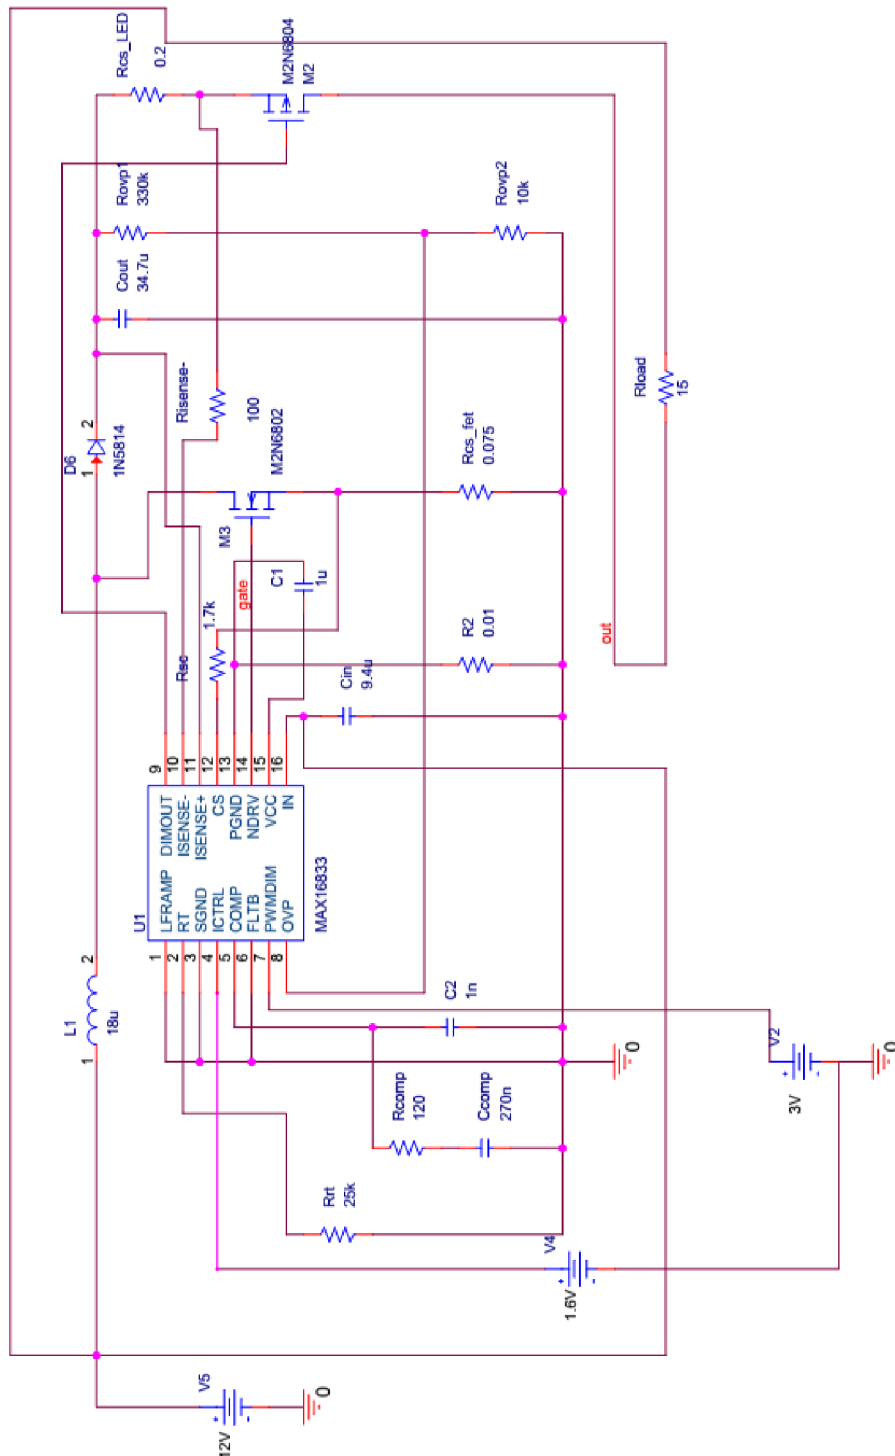 Rcs_LED
0.2
M2N6804
M2
Rovp1
330k
Rovp2
10k
Cout
34.7u
Rload
15
Risense-
100
D6
1
2
1N5814
M2N6802
M3
Rcs_fet
0.075
gate
C1
1u
Rsc
1.7k
R2
0.01
out
Cin
9.4u
9
10
11
12
13
14
15
16
DIMOUT
ISENSE-
ISENSE+
CS
PGND
NDRV
VCC
IN
U1
LFRAMP
RT
SGND
ICTRL
COMP
FLTB
PWMDIM
OVP
MAX16833
1
2
3
4
5
6
7
8
L1
1
2
18u
C2
1n
0
V2
3V
0
Rcomp
120
Ccomp
270n
Rrt
25k
V4
1.6V
V5
12V
0